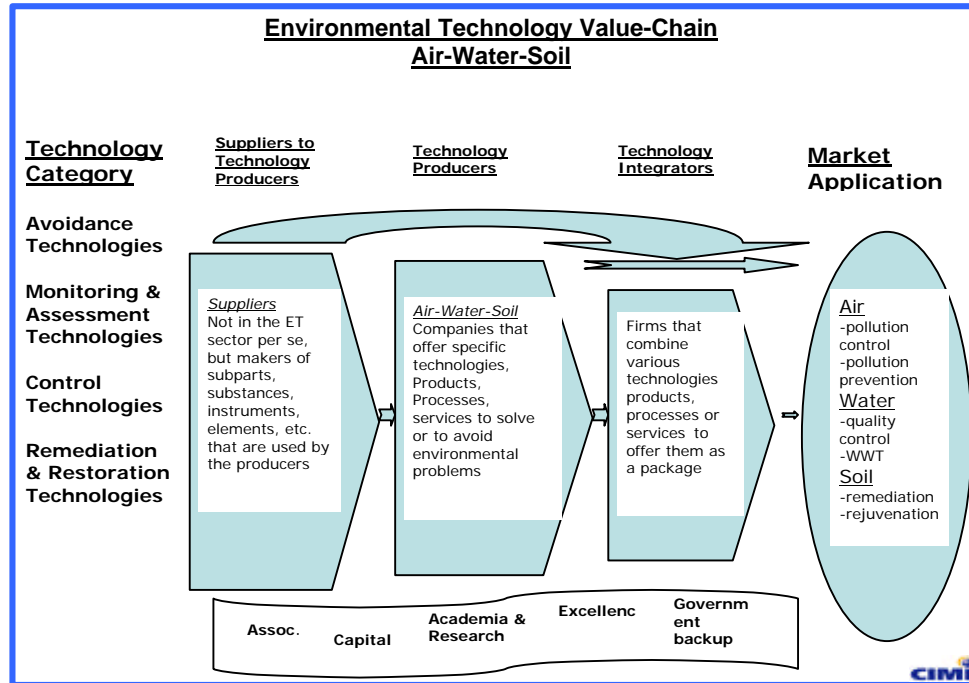 Environmental Technology Value-Chain
Air-Water-Soil
Technology
Category
Suppliers to
Technology
Producers
Technology
Producers
Technology
Integrators
Market
Application
Avoidance
Technologies
Monitoring &
Assessment
Technologies
Control
Technologies
Remediation
& Restoration
Technologies
Suppliers
Not in the ET
sector per se,
but makers of
subparts,
substances,
instruments,
elements, etc.
that are used by
the producers
Air-Water-Soil
Companies that
offer specific
technologies,
Products,
Processes,
services to solve
or to avoid
environmental
problems
Firms that
combine
various
technologies
products,
processes or
services to
offer them as
a package
Air
-pollution
control
-pollution
prevention
Water
-quality
control
-WWT
Soil
-remediation
-rejuvenation
Assoc.
Capital
Academia &
Research
Excellenc
Governm
ent
backup